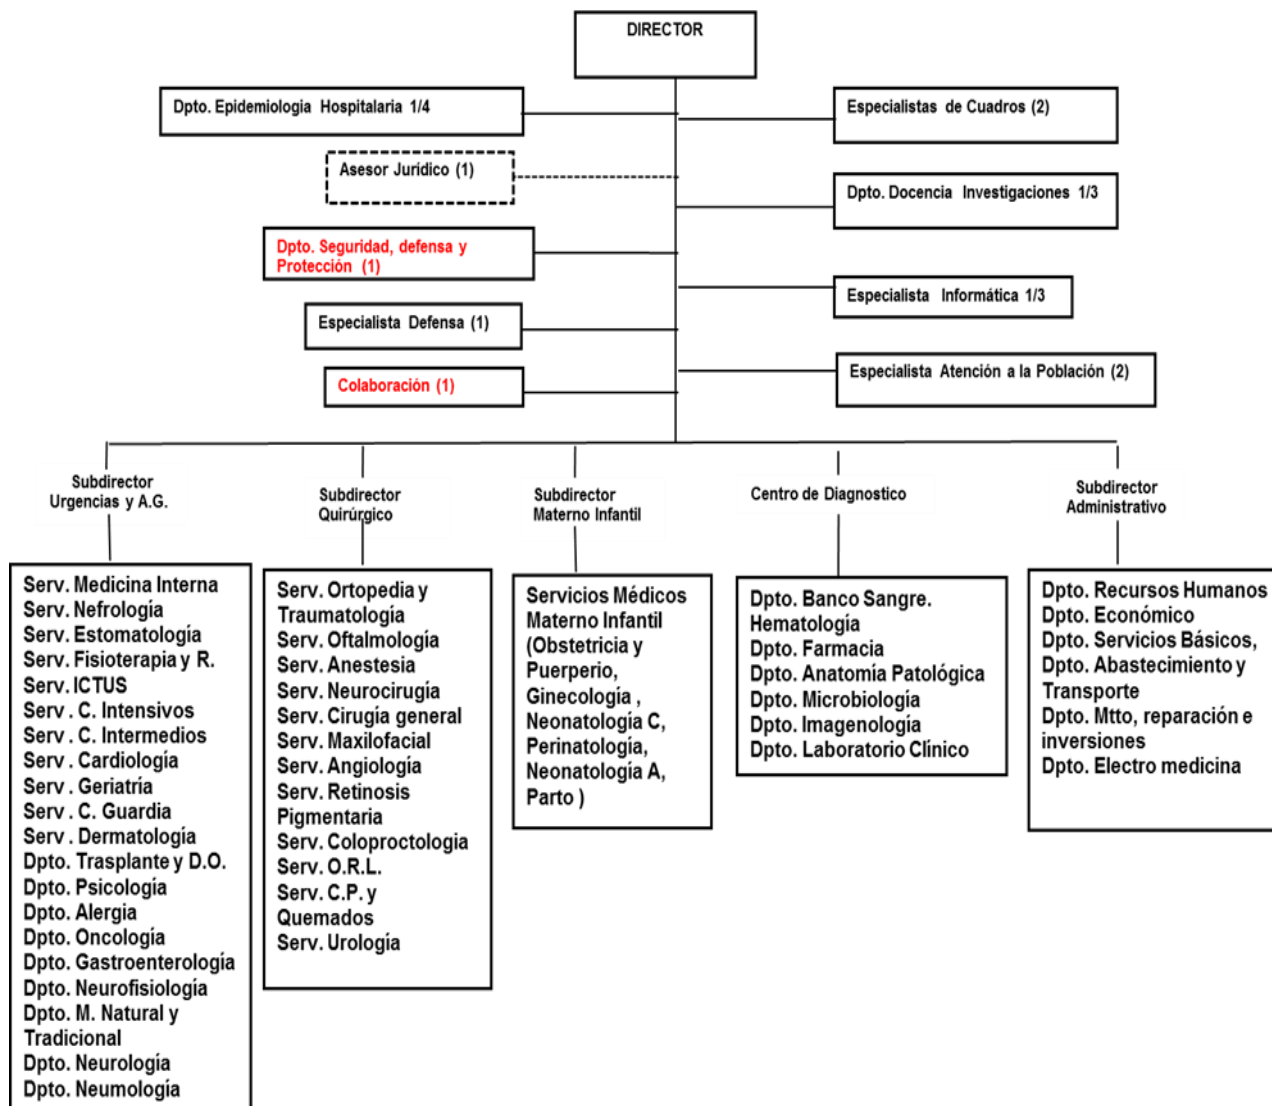 DIRECTOR
Dpto. Epidemiologia Hospitalaria 1/4
Especialistas de Cuadros (2)
Asesor Jurídico (1)
Dpto. Docencia Investigaciones 1/3
Dpto. Seguridad, defensa y
Protección (1)
Especialista Informática 1/3
Especialista Defensa (1)
Colaboración (1)
Especialista Atención a la Población (2)
Subdirector
Urgencias y A.G.
Subdirector
Quirúrgico
Subdirector
Materno Infantil
Centro de Diagnostico
Subdirector
Administrativo
Serv. Medicina Interna
Serv. Nefrología
Serv. Estomatología
Serv. Fisioterapia y R.
Serv. ICTUS
Serv . C. Intensivos
Serv . C. Intermedios
Serv . Cardiología
Serv . Geriatría
Serv . C. Guardia
Serv . Dermatología
Dpto. Trasplante y D.O.
Dpto. Psicología
Dpto. Alergia
Dpto. Oncología
Dpto. Gastroenterología
Dpto. Neurofisiología
Dpto. M. Natural y
Tradicional
Dpto. Neurología
Dpto. Neumología
Serv. Ortopedia y
Traumatología
Serv. Oftalmología
Serv. Anestesia
Serv. Neurocirugía
Serv. Cirugía general
Serv. Maxilofacial
Serv. Angiología
Serv. Retinosis
Pigmentaria
Serv. Coloproctologia
Serv. O.R.L.
Serv. C.P. y
Quemados
Serv. Urología
Servicios Médicos
Materno Infantil
(Obstetricia y
Puerperio,
Ginecología ,
Neonatología C,
Perinatología,
Neonatología A,
Parto )
Dpto. Banco Sangre.
Hematología
Dpto. Farmacia
Dpto. Anatomía Patológica
Dpto. Microbiología
Dpto. Imagenología
Dpto. Laboratorio Clínico
Dpto. Recursos Humanos
Dpto. Económico
Dpto. Servicios Básicos,
Dpto. Abastecimiento y
Transporte
Dpto. Mtto, reparación e
inversiones
Dpto. Electro medicina